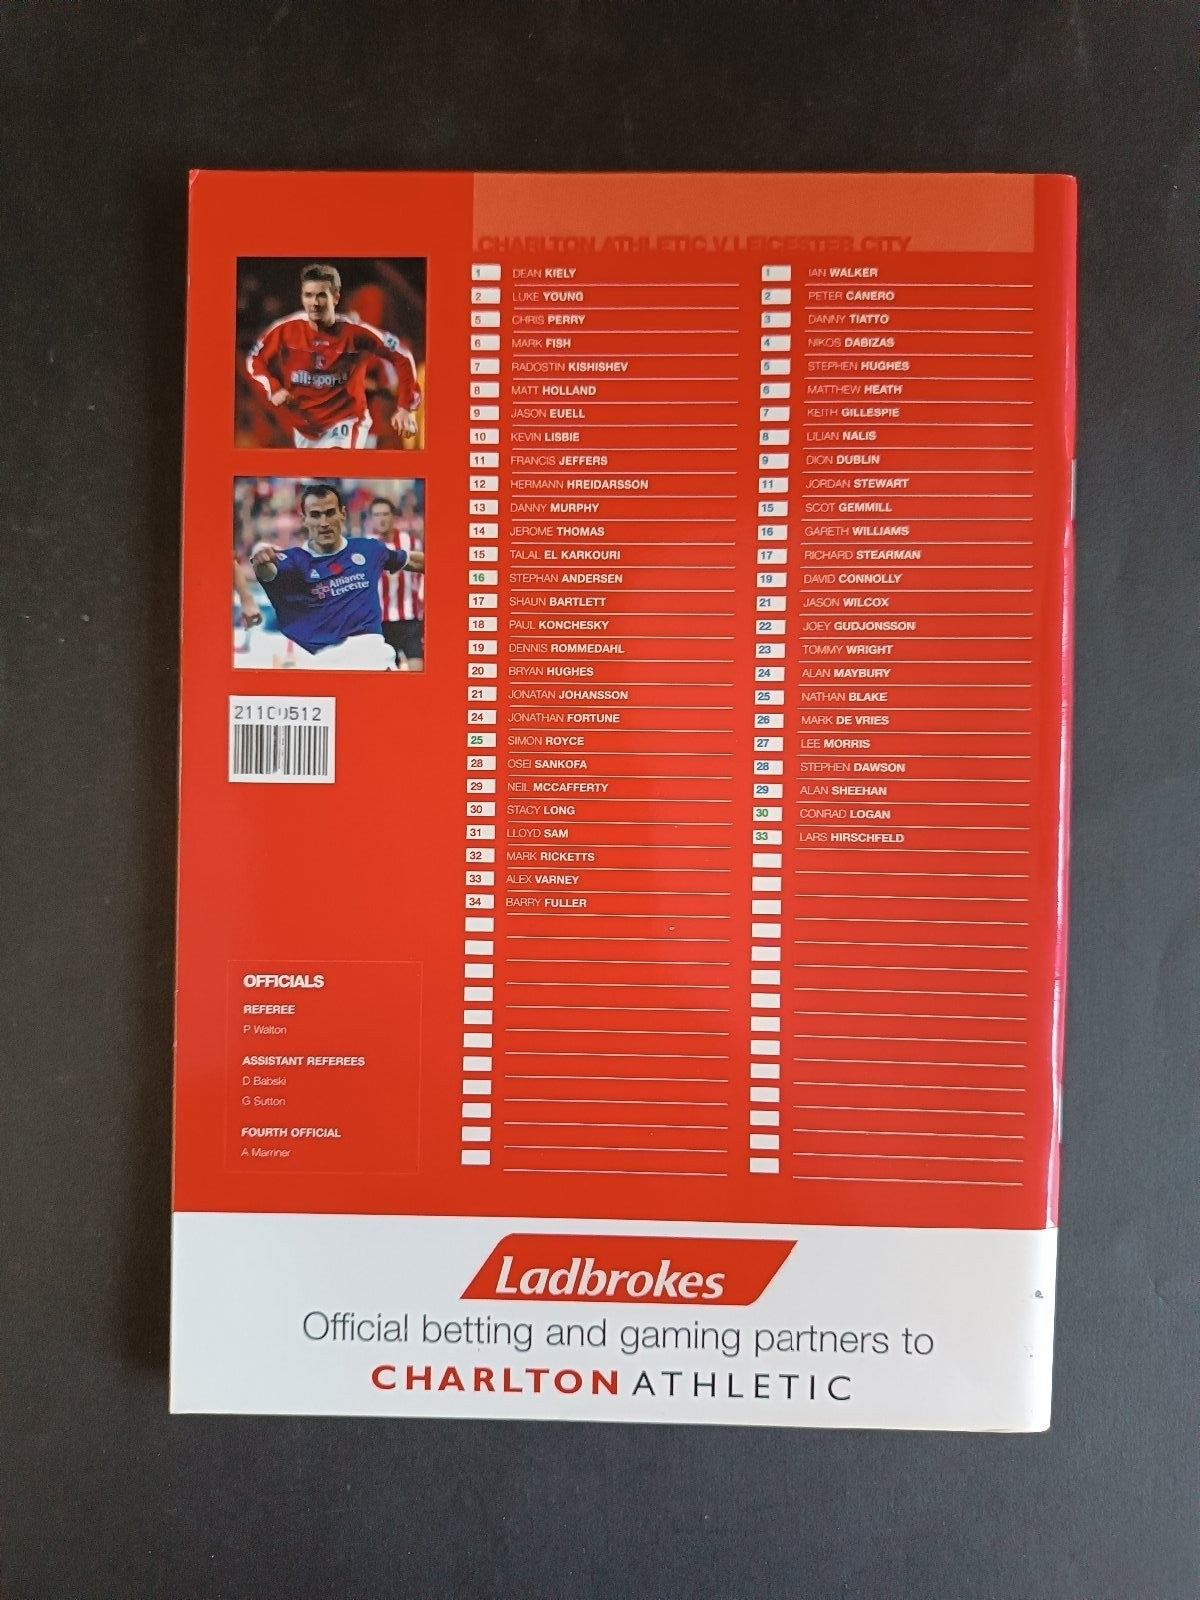 CHARLTON ATHLETIC V LEICESTER CITY
1 DEAN KIELY
2 LUKE YOUNG
5 CHRIS PERRY
6 MARK FISH
7 RADOSTIN KISHISHEV
8 MATT HOLLAND
9 JASON EUELL
10 KEVIN LISBIE
11 FRANCIS JEFFERS
12 HERMANN HREIDARSSON
13 DANNY MURPHY
14 JEROME THOMAS
15 TALAL EL KARKOURI
16 STEPHAN ANDERSEN
17 SHAUN BARTLETT
18 PAUL KONCHESKY
19 DENNIS ROMMEDAHL
20 BRYAN HUGHES
21 JONATAN JOHANSSON
24 JONATHAN FORTUNE
25 SIMON ROYCE
28 OSEI SANKOFA
29 NEIL MCCAFFERTY
30 STACY LONG
31 LLOYD SAM
32 MARK RICKETTS
33 ALEX VARNEY
34 BARRY FULLER
1 IAN WALKER
2 PETER CANERO
3 DANNY TIATTO
4 NIKOS DABIZAS
5 STEPHEN HUGHES
6 MATTHEW HEATH
7 KEITH GILLESPIE
8 LILIAN NALIS
9 DION DUBLIN
11 JORDAN STEWART
15 SCOT GEMMILL
16 GARETH WILLIAMS
17 RICHARD STEARMAN
19 DAVID CONNOLLY
21 JASON WILCOX
22 JOEY GUDJONSSON
23 TOMMY WRIGHT
24 ALAN MAYBURY
25 NATHAN BLAKE
26 MARK DE VRIES
27 LEE MORRIS
28 STEPHEN DAWSON
29 ALAN SHEEHAN
30 CONRAD LOGAN
33 LARS HIRSCHFELD
all:sports
20
Alliance
Leicester
OFFICIALS
REFEREE
P Walton
ASSISTANT REFEREES
D Babski
G Sutton
FOURTH OFFICIAL
A Marriner
Ladbrokes
Official betting and gaming partners to
CHARLTON ATHLETIC